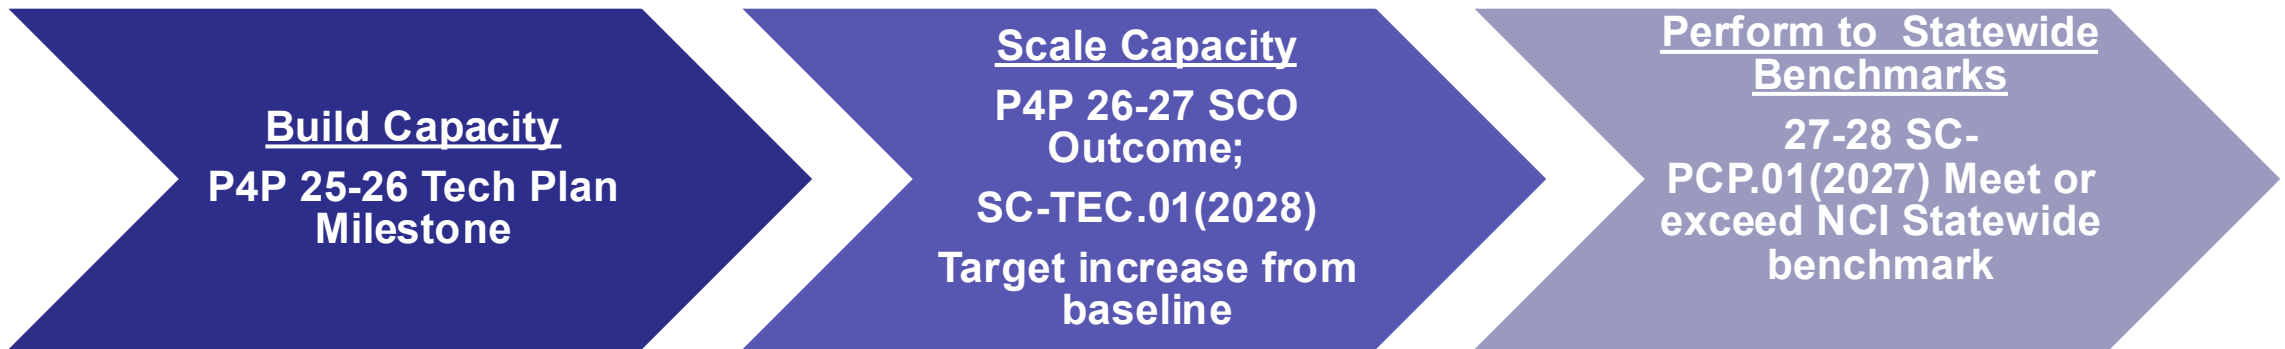 Build Capacity
P4P 25-26 Tech Plan
Milestone
Scale Capacity
P4P 26-27 SCO
Outcome;
SC-TEC.01(2028)
Target increase from
baseline
Perform to  Statewide
Benchmarks
27-28 SC-
PCP.01(2027) Meet or
exceed NCI Statewide
benchmark